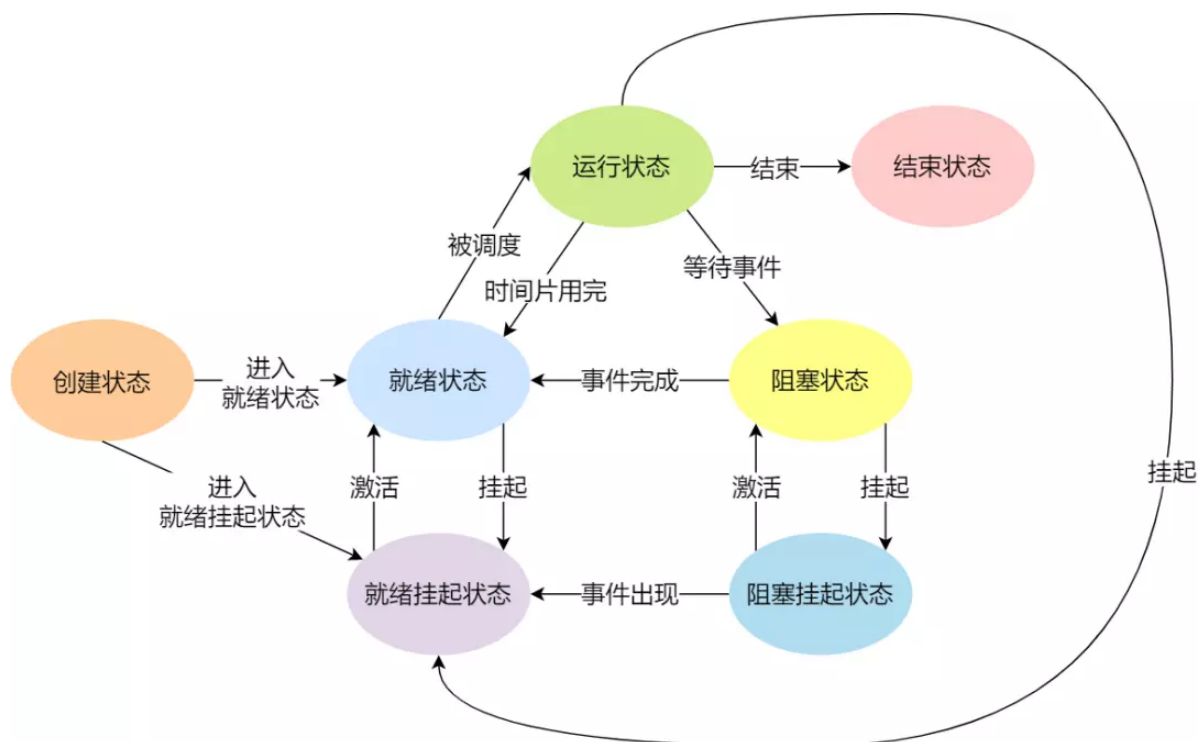 运行状态
结束
结束状态
被调度
时间片用完
等待事件
创建状态
进入
就绪状态
就绪状态
事件完成
阻塞状态
进入
就绪挂起状态
激活
挂起
激活
挂起
挂起
就绪挂起状态
事件出现
阻塞挂起状态